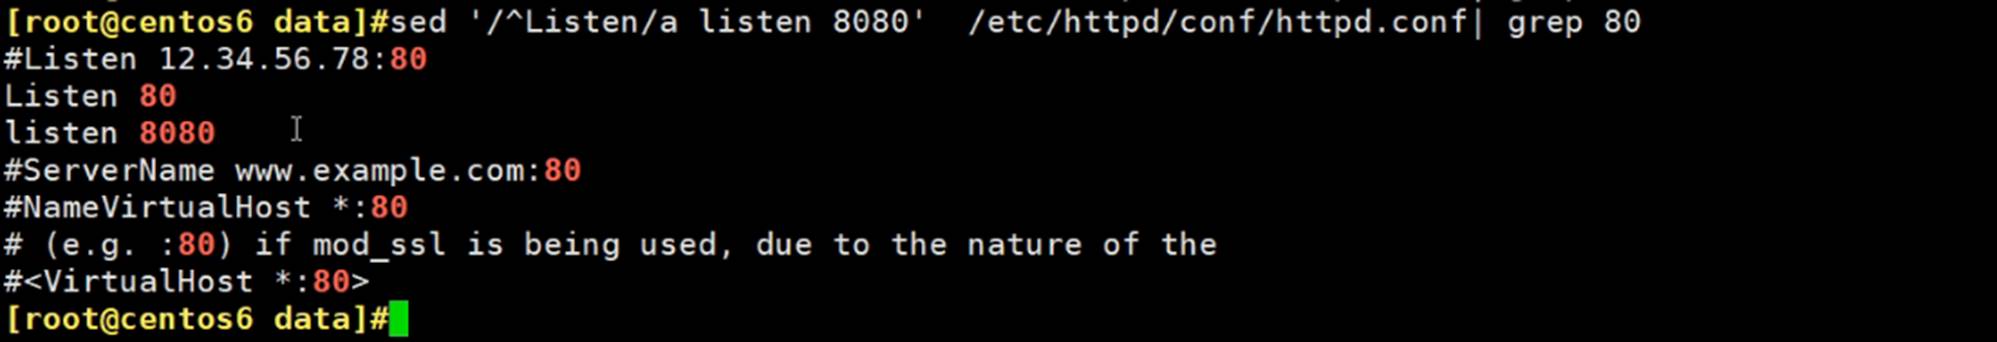 [root@centos6 data]#sed '/^Listen/a listen 8080'  /etc/httpd/conf/httpd.conf| grep 80
#Listen 12.34.56.78:80
Listen 80
listen 8080
#ServerName www.example.com:80
#NameVirtualHost *:80
# (e.g. :80) if mod_ssl is being used, due to the nature of the
#<VirtualHost *:80>
[root@centos6 data]#